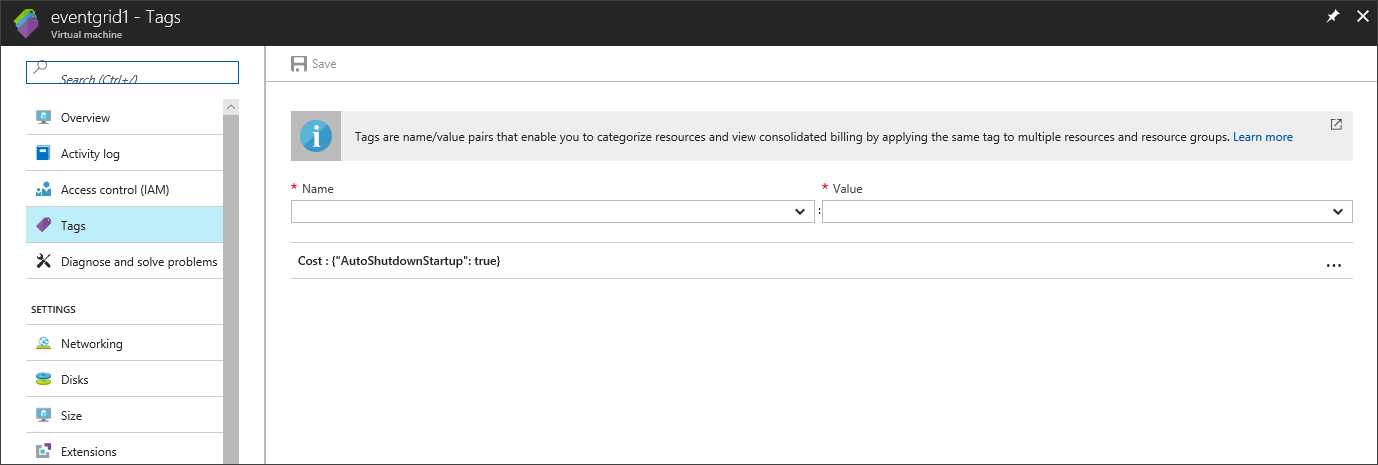 eventgrid1 - Tags
Virtual machine
Search (Ctrl+/)
Overview
Activity log
Access control (IAM)
Tags
Diagnose and solve problems
SETTINGS
Networking
Disks
Size
Extensions
Save
Tags are name/value pairs that enable you to categorize resources and view consolidated billing by applying the same tag to multiple resources and resource groups. Learn more
* Name
* Value
:
Cost : {"AutoShutdownStartup": true}
...